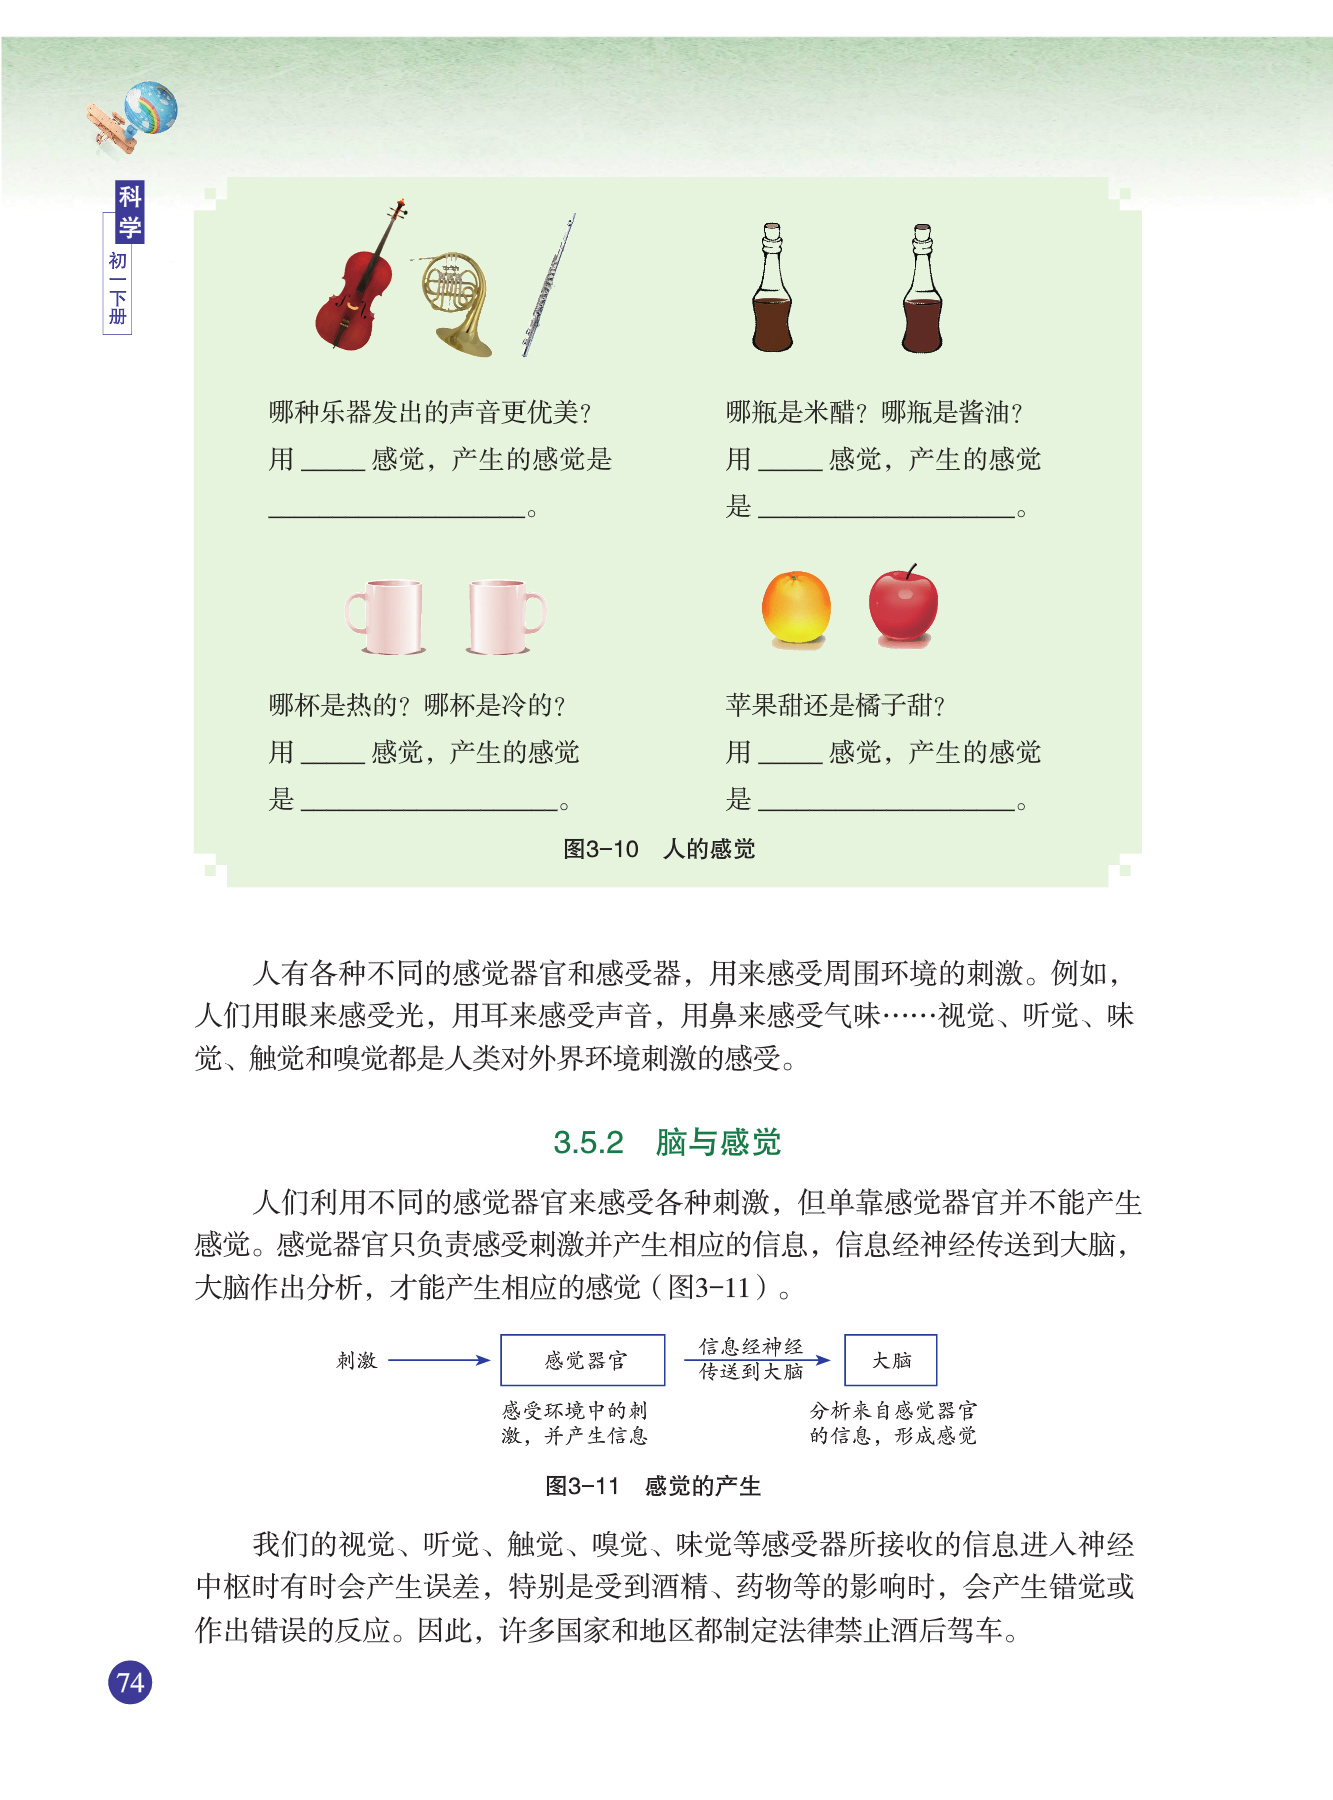 科学
初一下册
哪种乐器发出的声音更优美？
用 _____ 感觉，产生的感觉是
____________________。
哪瓶是米醋？哪瓶是酱油？
用 _____ 感觉，产生的感觉
是 ____________________。
哪杯是热的？哪杯是冷的？
用 _____ 感觉，产生的感觉
是 ____________________。
苹果甜还是橘子甜？
用 _____ 感觉，产生的感觉
是 ____________________。
图3-10 人的感觉
人有各种不同的感觉器官和感受器，用来感受周围环境的刺激。例如，
人们用眼来感受光，用耳来感受声音，用鼻来感受气味……视觉、听觉、味
觉、触觉和嗅觉都是人类对外界环境刺激的感受。
3.5.2 脑与感觉
人们利用不同的感觉器官来感受各种刺激，但单靠感觉器官并不能产生
感觉。感觉器官只负责感受刺激并产生相应的信息，信息经神经传送到大脑，
大脑作出分析，才能产生相应的感觉（图3-11）。
刺激
感觉器官
信息经神经
传送到大脑
大脑
感受环境中的刺
激，并产生信息
分析来自感觉器官
的信息，形成感觉
图3-11 感觉的产生
我们的视觉、听觉、触觉、嗅觉、味觉等感受器所接收的信息进入神经
中枢时有时会产生误差，特别是受到酒精、药物等的影响时，会产生错觉或
作出错误的反应。因此，许多国家和地区都制定法律禁止酒后驾车。
74